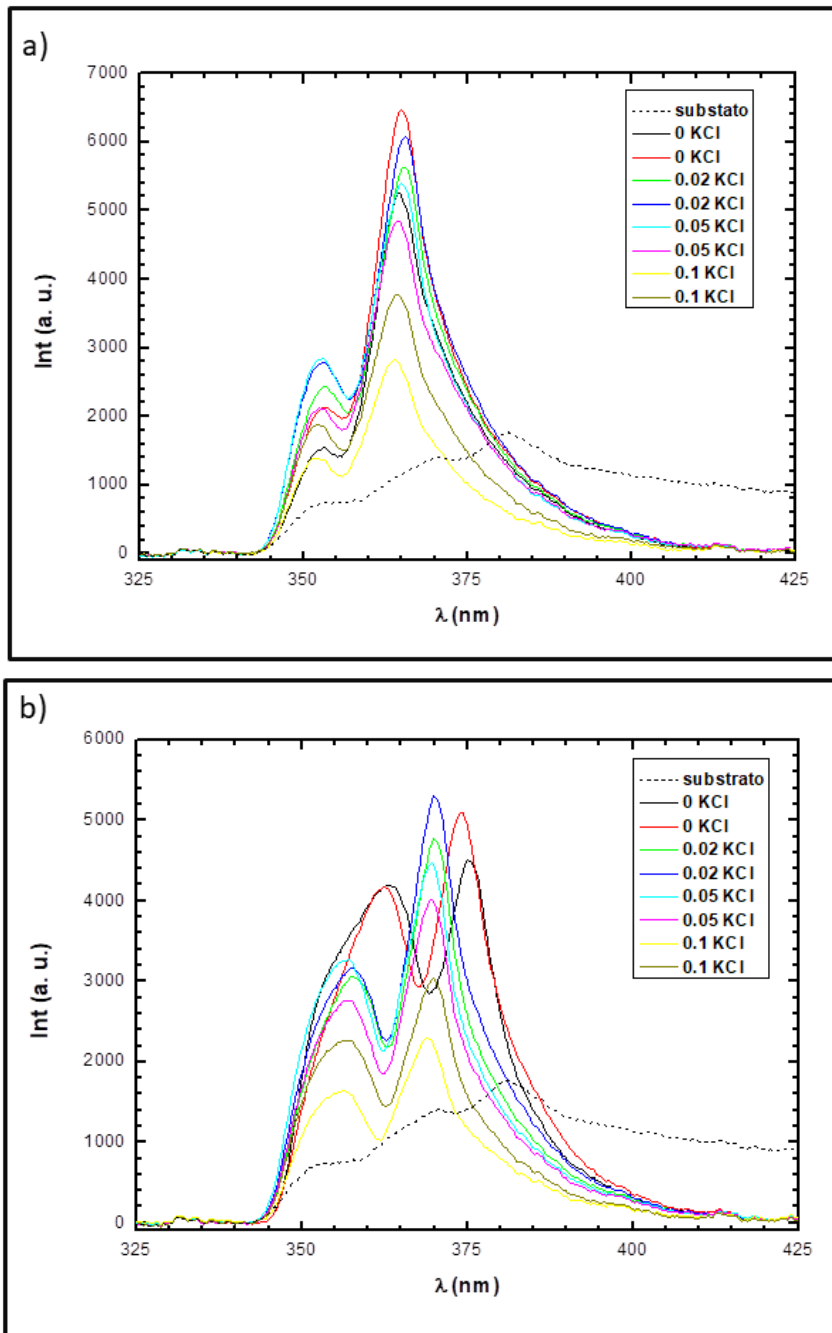 a)
7000
6000
5000
4000
3000
2000
1000
0
Int (a. u.)
substato
0 KCl
0 KCl
0.02 KCl
0.02 KCl
0.05 KCl
0.05 KCl
0.1 KCl
0.1 KCl
325 350 375 400 425
λ (nm)
b)
6000
5000
4000
3000
2000
1000
0
Int (a. u.)
substrato
0 KCl
0 KCl
0.02 KCl
0.02 KCl
0.05 KCl
0.05 KCl
0.1 KCl
0.1 KCl
325 350 375 400 425
λ (nm)